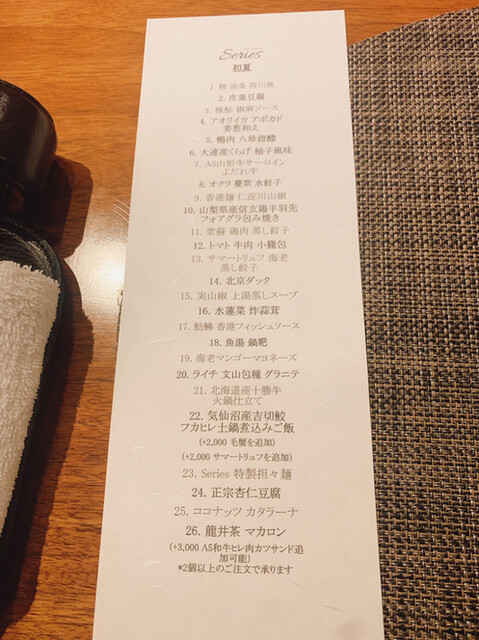 Series
初夏
1. 鰺 油条 四川風
2. 皮蛋豆腐
3. 稚鮎 椒麻ソース
4. アオリイカ アボカド
姜葱和え
5. 鴨肉 八珍甜醋
6. 大連産くらげ 柚子風味
7. A5山形牛サーロイン
よだれ牛
8. オクラ 蔓菜 水餃子
9. 香港麺 仁淀川山椒
10. 山梨県産信玄鶏手羽先
フォアグラ包み焼き
11. 紫蘇 鶏肉 蒸し餃子
12. トマト 牛肉 小籠包
13. サマートリュフ 海老
蒸し餃子
14. 北京ダック
15. 実山椒 上湯蒸しスープ
16. 水蓮菜 炸蒜茸
17. 魴鮄 香港フィッシュソース
18. 魚湯 鍋粑
19. 海老マンゴーマヨネーズ
20. ライチ 文山包種 グラニテ
21. 北海道産十勝牛
火鍋仕立て
22. 気仙沼産吉切鮫
フカヒレ土鍋煮込みご飯
(+2,000 毛蟹を追加)
(+2,000 サマートリュフを追加)
23. Series 特製担々麺
24. 正宗杏仁豆腐
25. ココナッツ カタラーナ
26. 龍井茶 マカロン
(+3,000 A5和牛ヒレ肉カツサンド追
加可能)
*2個以上のご注文で承ります